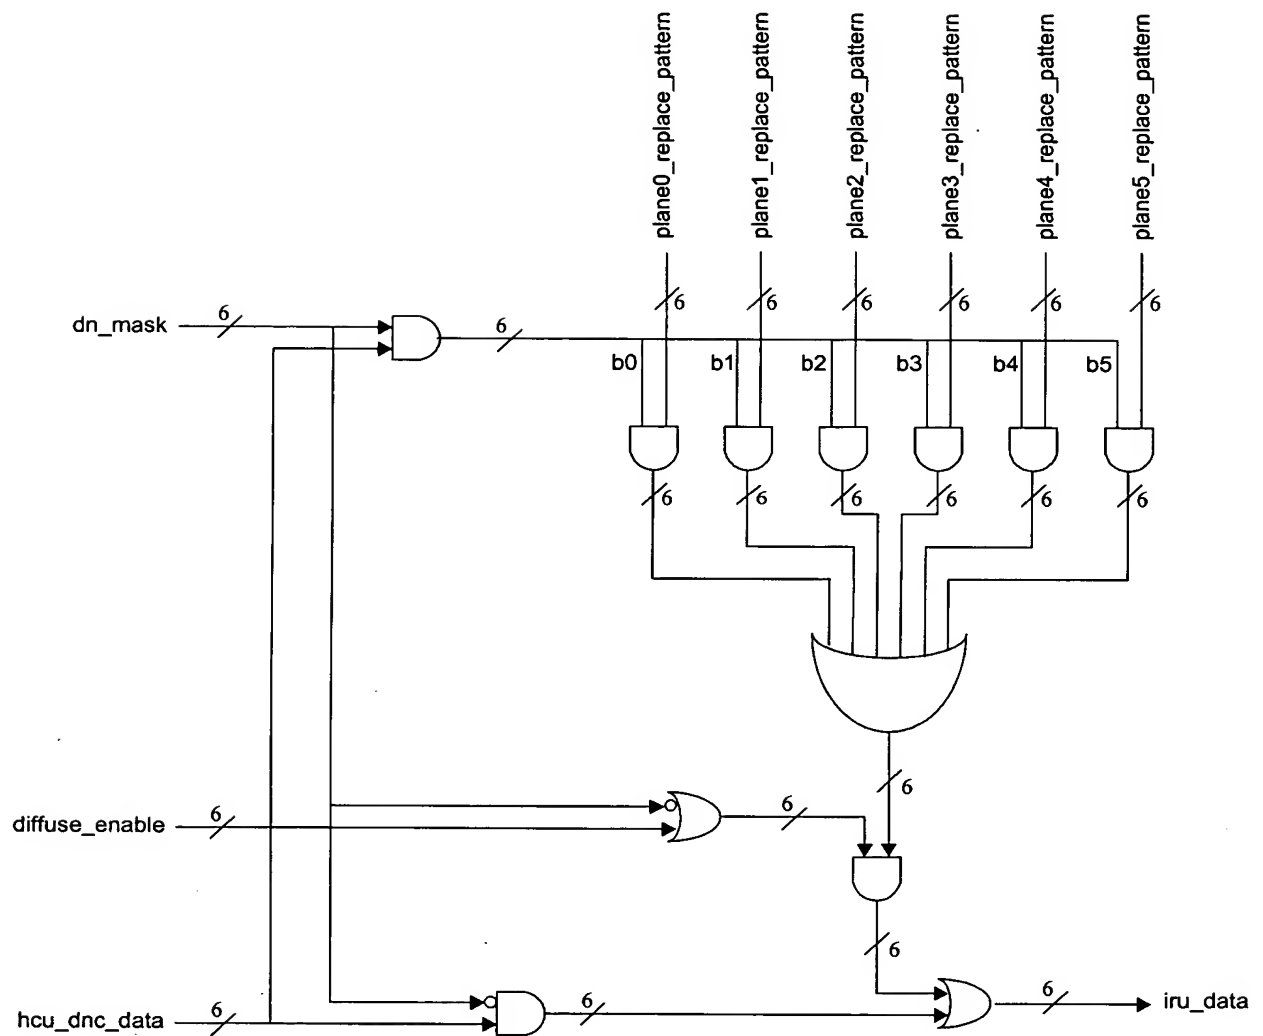 plane0_replace_pattern
plane1_replace_pattern
plane2_replace_pattern
plane3_replace_pattern
plane4_replace_pattern
plane5_replace_pattern
6
6
6
6
6
6
dn_mask
6
6
b0
b1
b2
b3
b4
b5
6
6
6
6
6
6
6
diffuse_enable
6
6
6
hcu_dnc_data
6
6
6
iru_data